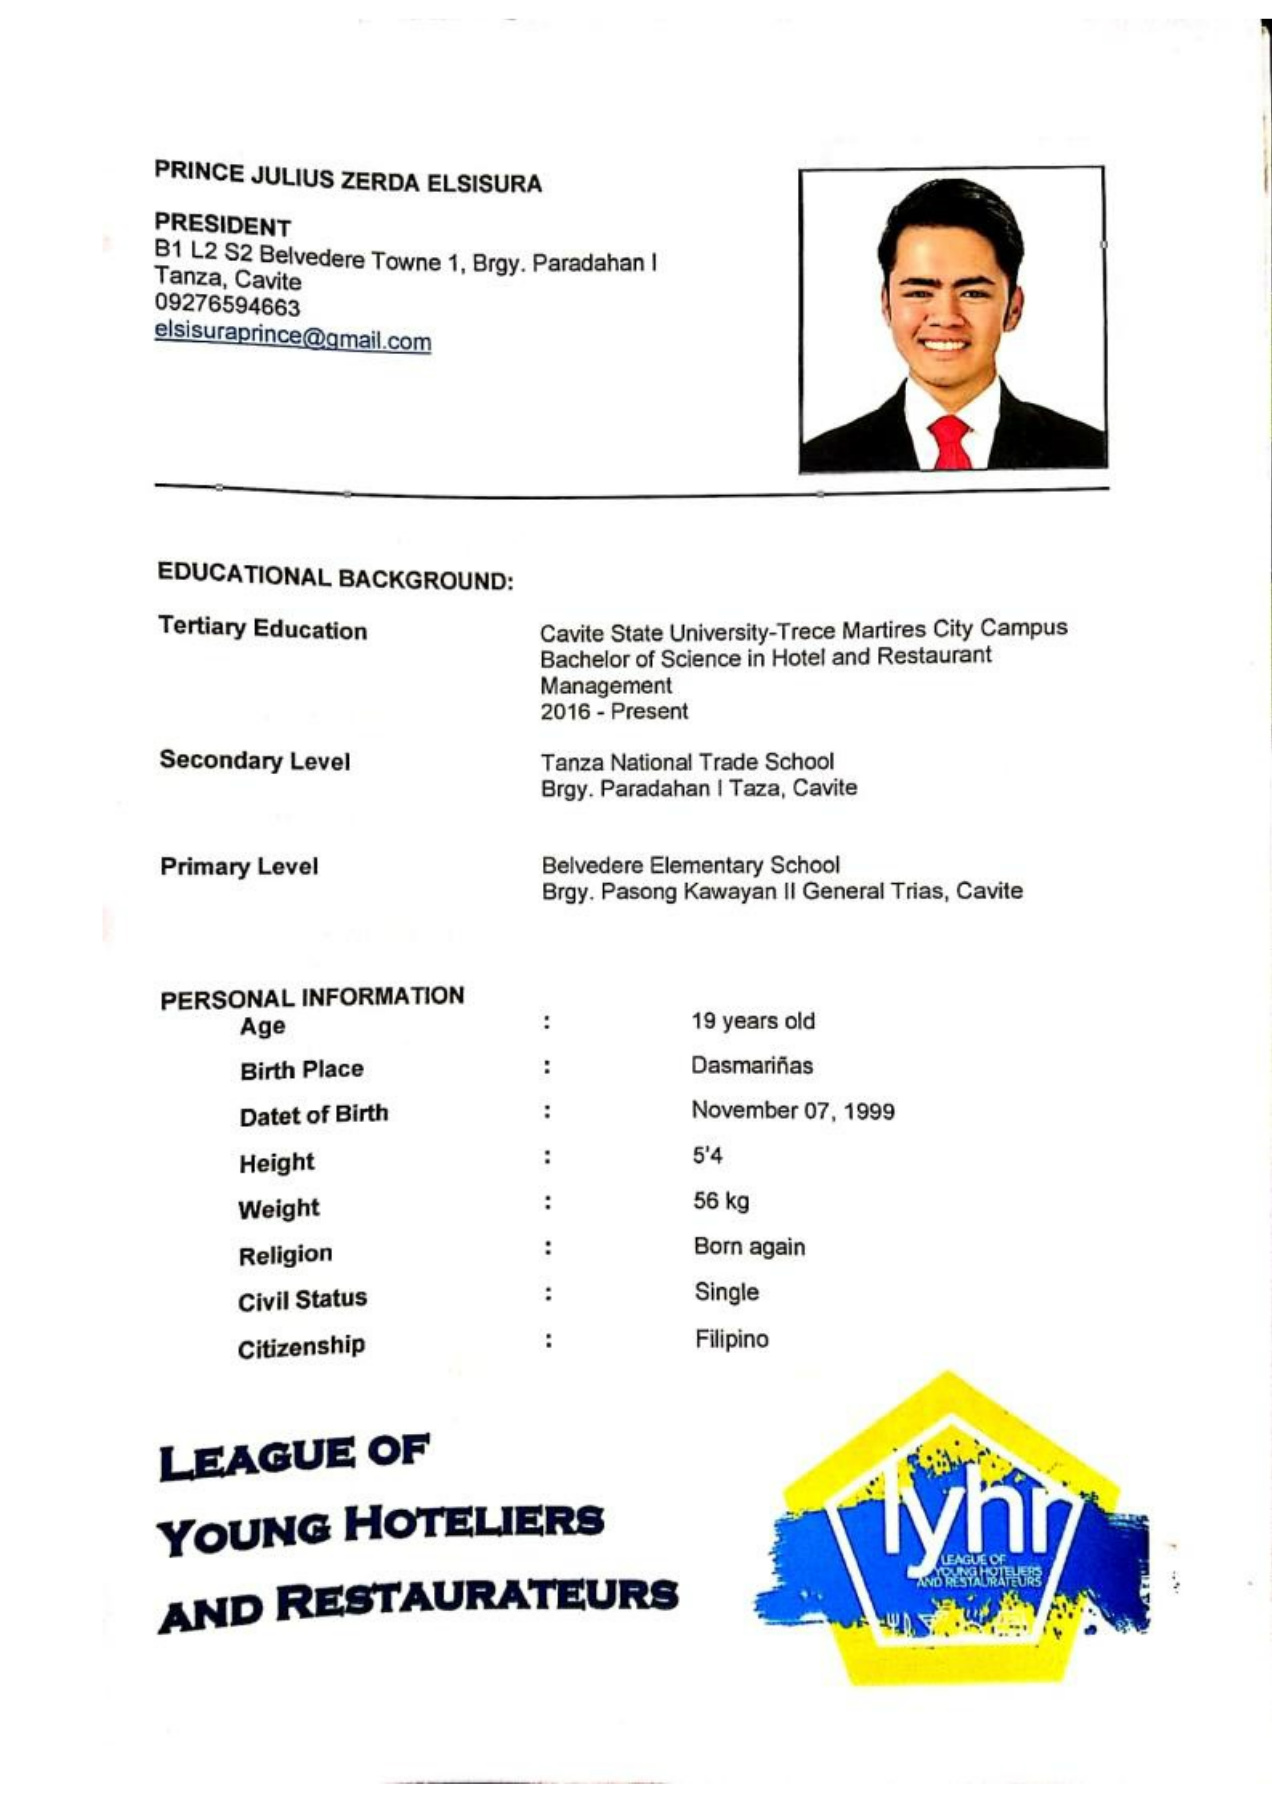 PRINCE JULIUS ZERDA ELSISURA
PRESIDENT
B1 L2 S2 Belvedere Towne 1, Brgy. Paradahan I
Tanza, Cavite
09276594663
elsisuraprince@gmail.com
EDUCATIONAL BACKGROUND:
Tertiary Education
Cavite State University-Trece Martires City Campus
Bachelor of Science in Hotel and Restaurant
Management
2016 - Present
Secondary Level
Tanza National Trade School
Brgy. Paradahan I Taza, Cavite
Primary Level
Belvedere Elementary School
Brgy. Pasong Kawayan II General Trias, Cavite
PERSONAL INFORMATION
Age : 19 years old
Birth Place : Dasmariñas
Datet of Birth : November 07, 1999
Height : 5'4
Weight : 56 kg
Religion : Born again
Civil Status : Single
Citizenship : Filipino
LEAGUE OF
YOUNG HOTELIERS
AND RESTAURATEURS
lyhr
LEAGUE OF
YOUNG HOTELIERS
AND RESTAURATEURS